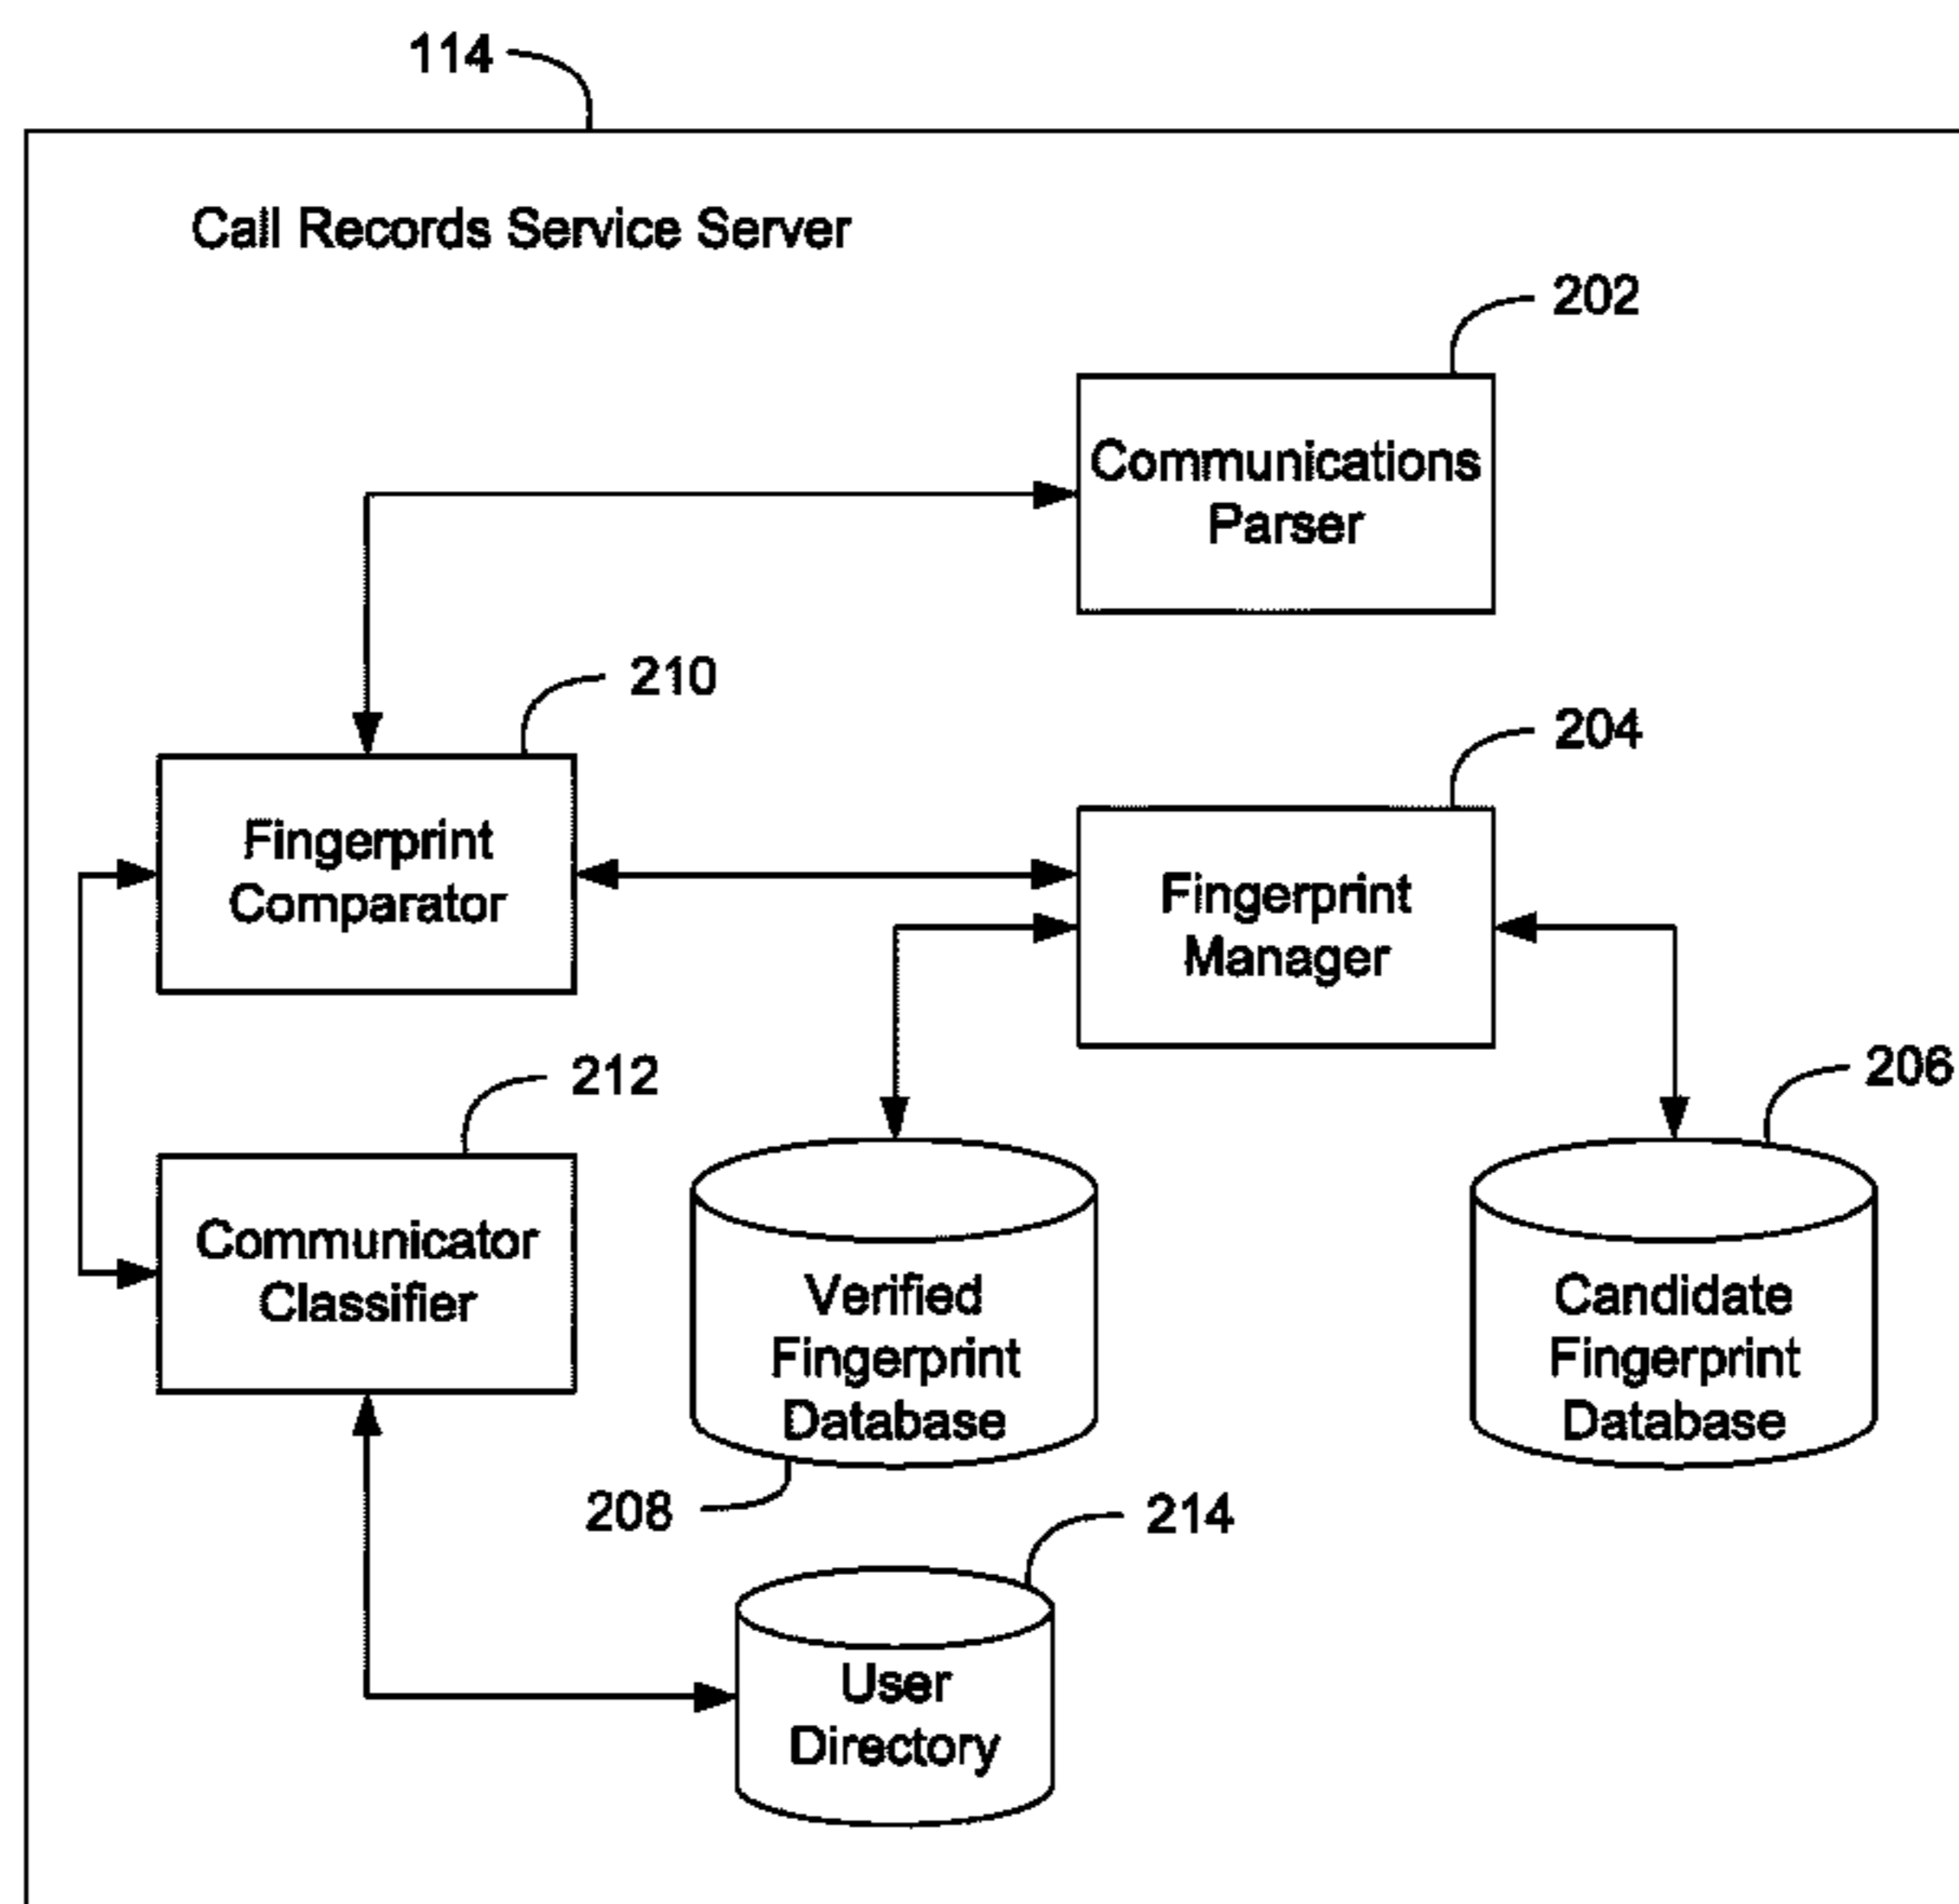 114
Call Records Service Server
202
Communications
Parser
210
204
Fingerprint
Comparator
Fingerprint
Manager
212
206
Communicator
Classifier
Verified
Fingerprint
Database
Candidate
Fingerprint
Database
208
214
User
Directory